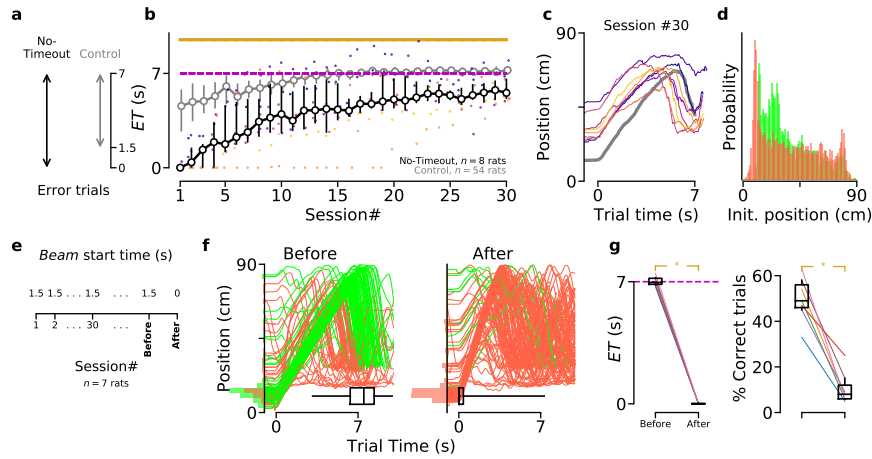 a
No-
Timeout
Control
7
1.5
0
Error trials
b
ET (s)
7
0
No-Timeout, n = 8 rats
Control, n = 54 rats
1 5 10 15 20 25 30
Session#
c
Session #30
Position (cm)
90
0
0 7
Trial time (s)
d
Probability
0 90
Init. position (cm)
e
Beam start time (s)
1.5 1.5 . . . 1.5 . . . 1.5 0
1 2 . . . 30 . . . Before After
Session#
n = 7 rats
f
Before
After
Position (cm)
90
0
0 7
0 7
Trial Time (s)
g
*
ET (s)
7
0
Before After
*
% Correct trials
60
40
20
0